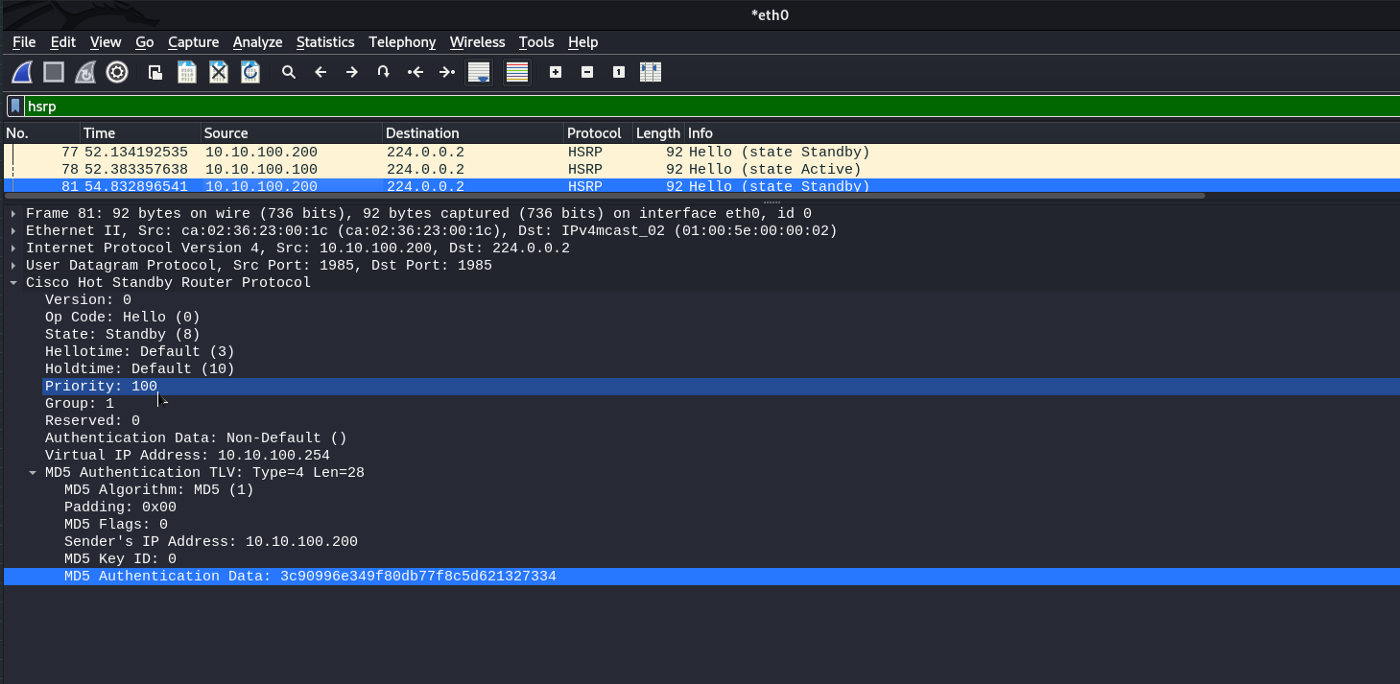 *eth0
File Edit View Go Capture Analyze Statistics Telephony Wireless Tools Help
hsrp
No. Time Source Destination Protocol Length Info
77 52.134192535 10.10.100.200 224.0.0.2 HSRP 92 Hello (state Standby)
78 52.383357638 10.10.100.100 224.0.0.2 HSRP 92 Hello (state Active)
81 54.832896541 10.10.100.200 224.0.0.2 HSRP 92 Hello (state Standby)
Frame 81: 92 bytes on wire (736 bits), 92 bytes captured (736 bits) on interface eth0, id 0
Ethernet II, Src: ca:02:36:23:00:1c (ca:02:36:23:00:1c), Dst: IPv4mcast_02 (01:00:5e:00:00:02)
Internet Protocol Version 4, Src: 10.10.100.200, Dst: 224.0.0.2
User Datagram Protocol, Src Port: 1985, Dst Port: 1985
Cisco Hot Standby Router Protocol
Version: 0
Op Code: Hello (0)
State: Standby (8)
Hellotime: Default (3)
Holdtime: Default (10)
Priority: 100
Group: 1
Reserved: 0
Authentication Data: Non-Default ()
Virtual IP Address: 10.10.100.254
MD5 Authentication TLV: Type=4 Len=28
MD5 Algorithm: MD5 (1)
Padding: 0x00
MD5 Flags: 0
Sender's IP Address: 10.10.100.200
MD5 Key ID: 0
MD5 Authentication Data: 3c90996e349f80db77f8c5d621327334